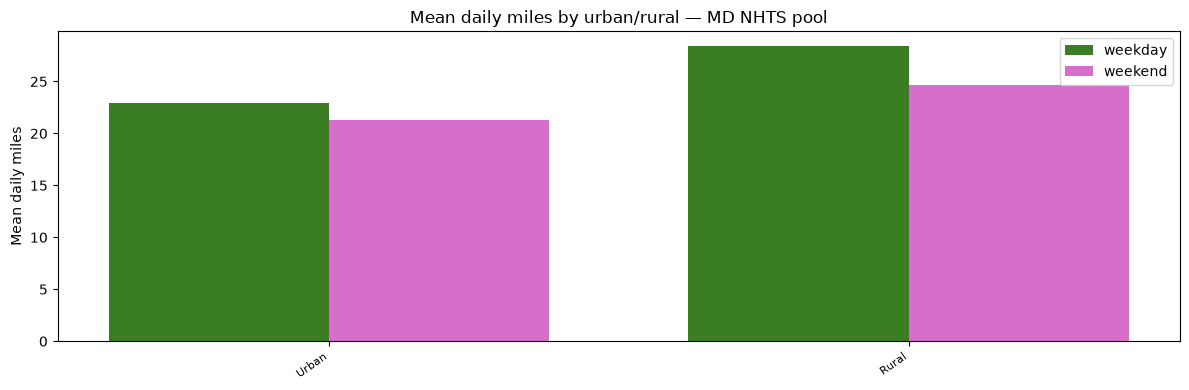 Mean daily miles by urban/rural — MD NHTS pool
weekday
weekend
Mean daily miles
25
20
15
10
5
0
Urban
Rural